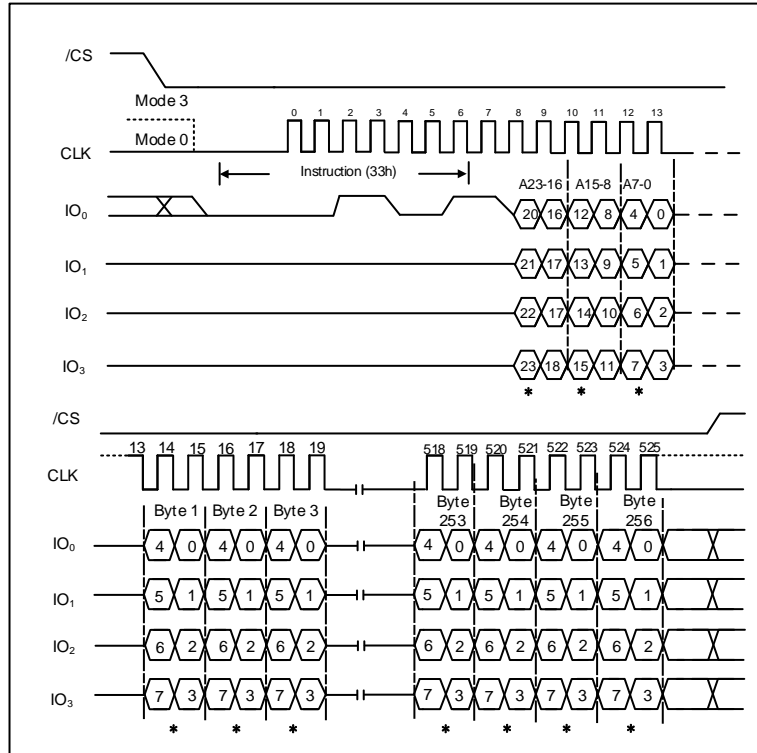 /CS
Mode 3
Mode 0
CLK
0 1 2 3 4 5 6 7 8 9 10 11 12 13
Instruction (33h)
A23-16 A15-8 A7-0
IO0 20 16 12 8 4 0
IO1 21 17 13 9 5 1
IO2 22 17 14 10 6 2
IO3 23 18 15 11 7 3
* * *
/CS
13 14 15 16 17 18 19 518 519 520 521 522 523 524 525
CLK
Byte 1 Byte 2 Byte 3 Byte 253 Byte 254 Byte 255 Byte 256
IO0 4 0 4 0 4 0 4 0 4 0 4 0 4 0
IO1 5 1 5 1 5 1 5 1 5 1 5 1 5 1
IO2 6 2 6 2 6 2 6 2 6 2 6 2 6 2
IO3 7 3 7 3 7 3 7 3 7 3 7 3 7 3
* * * * * * *